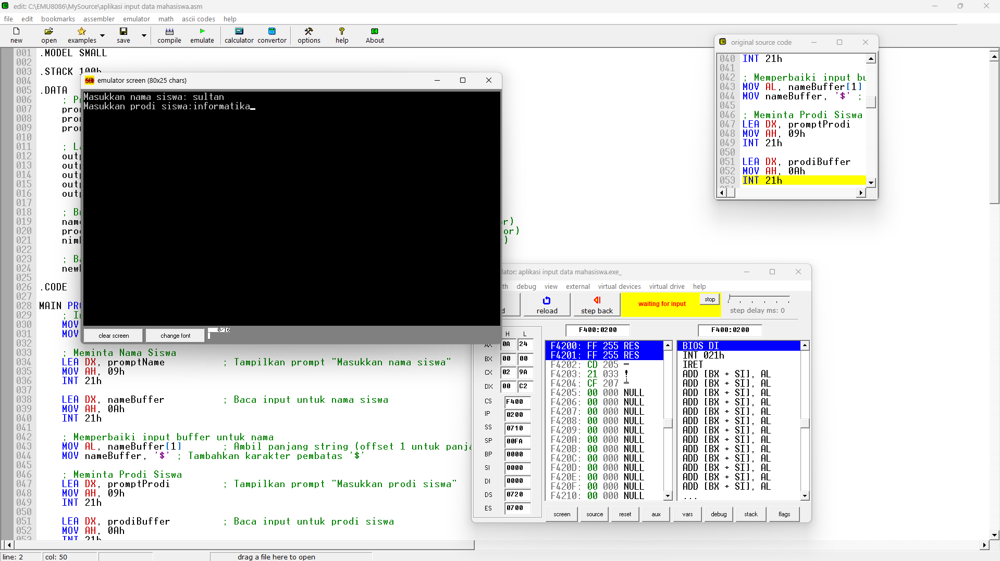 edit: C:\EMU8086\MySource\aplikasi input data mahasiswa.asm
file edit bookmarks assembler emulator math ascii codes help
new open examples save compile emulate calculator convertor options help About
001 .MODEL SMALL
002
003 .STACK 100h
004
005 .DATA
006 ;
007
008
009
010
011 ;
012
013
014
015
016
017
018 ;
019 r)
020 or)
021 )
022
023 ;
024
025
026 .CODE
027
028 MAIN
029 ;
030 MOV
031 MOV
032
033 ; Meminta Nama Siswa
034 LEA DX, promptName ; Tampilkan prompt "Masukkan nama siswa"
035 MOV AH, 09h
036 INT 21h
037
038 LEA DX, nameBuffer ; Baca input untuk nama siswa
039 MOV AH, 0Ah
040 INT 21h
041
042 ; Memperbaiki input buffer untuk nama
043 MOV AL, nameBuffer[1] ; Ambil panjang string (offset 1 untuk panja
044 MOV nameBuffer, '$' ; Tambahkan karakter pembatas '$'
045
046 ; Meminta Prodi Siswa
047 LEA DX, promptProdi ; Tampilkan prompt "Masukkan prodi siswa"
048 MOV AH, 09h
049 INT 21h
050
051 LEA DX, prodiBuffer ; Baca input untuk prodi siswa
052 MOV AH, 0Ah
053 INT 21h
line: 2 col: 50 drag a file here to open
emulator screen (80x25 chars)
Masukkan nama siswa: sultan
Masukkan prodi siswa:informatika_
clear screen change font 0/16
original source code
040 INT 21h
041
042 ; Memperbaiki input bu
043 MOV AL, nameBuffer[1]
044 MOV nameBuffer, '$' ;
045
046 ; Meminta Prodi Siswa
047 LEA DX, promptProdi
048 MOV AH, 09h
049 INT 21h
050
051 LEA DX, prodiBuffer
052 MOV AH, 0Ah
053 INT 21h
lator: aplikasi input data mahasiswa.exe_
th debug view external virtual devices virtual drive help
d reload step back waiting for input stop step delay ms: 0
H L
AX 0A 24
BX 00 00
CX 02 9A
DX 00 C2
CS F400
IP 0200
SS 0710
SP 00FA
BP 0000
SI 0000
DI 0000
DS 0720
ES 0700
F400:0200
F4200: FF 255 RES
F4201: FF 255 RES
F4202: CD 205 =
F4203: 21 033 !
F4204: CF 207 ╧
F4205: 00 000 NULL
F4206: 00 000 NULL
F4207: 00 000 NULL
F4208: 00 000 NULL
F4209: 00 000 NULL
F420A: 00 000 NULL
F420B: 00 000 NULL
F420C: 00 000 NULL
F420D: 00 000 NULL
F420E: 00 000 NULL
F420F: 00 000 NULL
F4210: 00 000 NULL
F400:0200
BIOS DI
INT 021h
IRET
ADD [BX + SI], AL
ADD [BX + SI], AL
ADD [BX + SI], AL
ADD [BX + SI], AL
ADD [BX + SI], AL
ADD [BX + SI], AL
ADD [BX + SI], AL
ADD [BX + SI], AL
ADD [BX + SI], AL
ADD [BX + SI], AL
ADD [BX + SI], AL
ADD [BX + SI], AL
ADD [BX + SI], AL
...
screen source reset aux vars debug stack flags